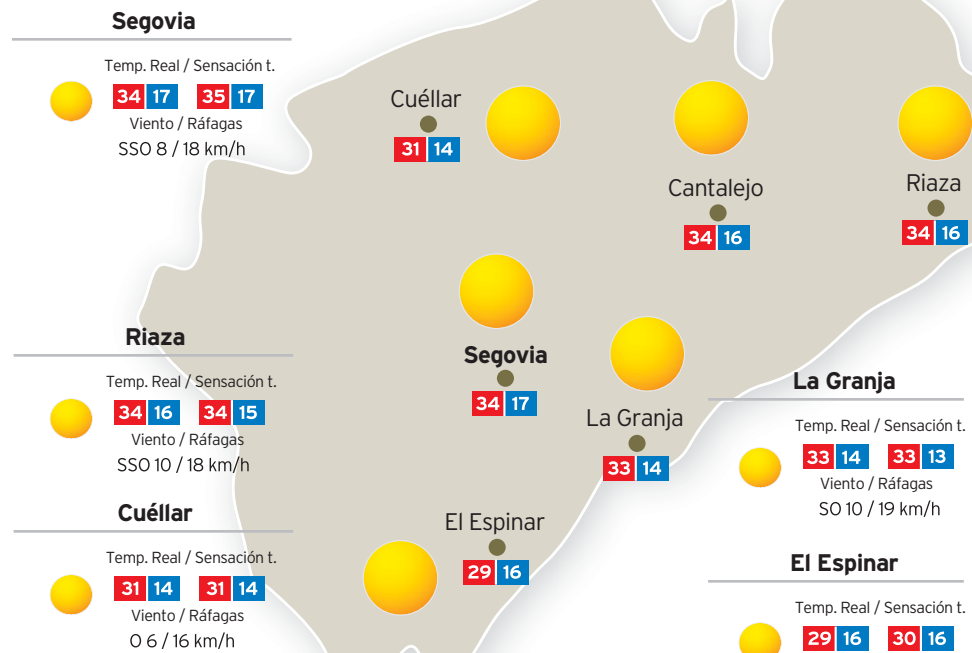 Segovia
Temp. Real / Sensación t.
34 17 35 17
Viento / Ráfagas
SSO 8 / 18 km/h
Cuéllar
31 14
Cantalejo
34 16
Riaza
34 16
Segovia
34 17
La Granja
33 14
El Espinar
29 16
Riaza
Temp. Real / Sensación t.
34 16 34 15
Viento / Ráfagas
SSO 10 / 18 km/h
Cuéllar
Temp. Real / Sensación t.
31 14 31 14
Viento / Ráfagas
O 6 / 16 km/h
La Granja
Temp. Real / Sensación t.
33 14 33 13
Viento / Ráfagas
SO 10 / 19 km/h
El Espinar
Temp. Real / Sensación t.
29 16 30 16